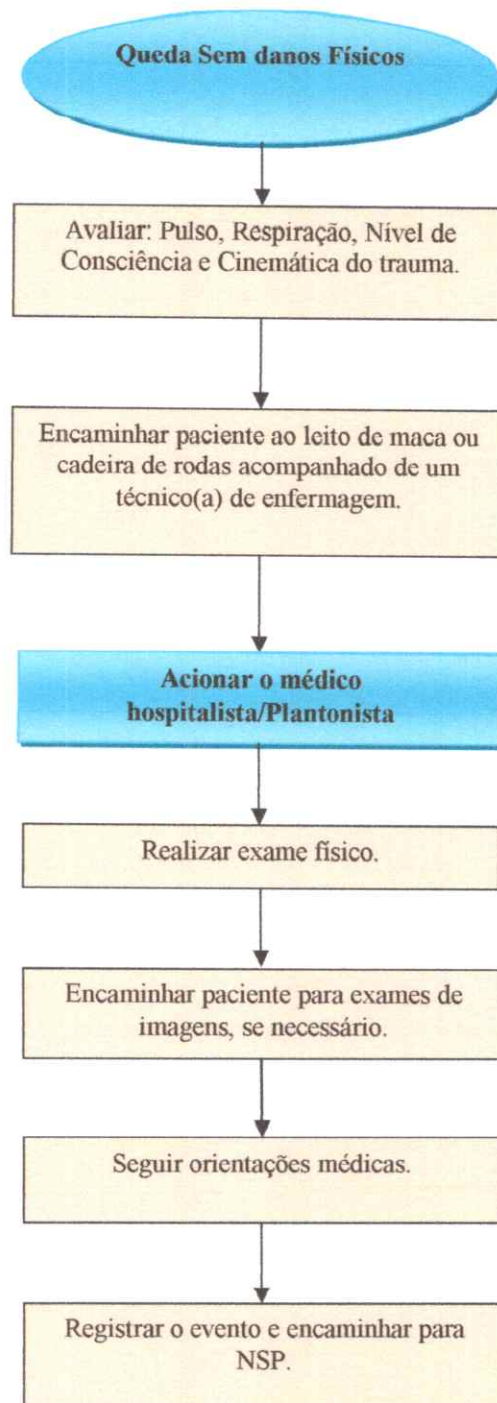 Queda Sem danos Físicos
Avaliar: Pulso, Respiração, Nível de
Consciência e Cinemática do trauma.
Encaminhar paciente ao leito de maca ou
cadeira de rodas acompanhado de um
técnico(a) de enfermagem.
Acionar o médico
hospitalista/Plantonista
Realizar exame físico.
Encaminhar paciente para exames de
imagens, se necessário.
Seguir orientações médicas.
Registrar o evento e encaminhar para
NSP.